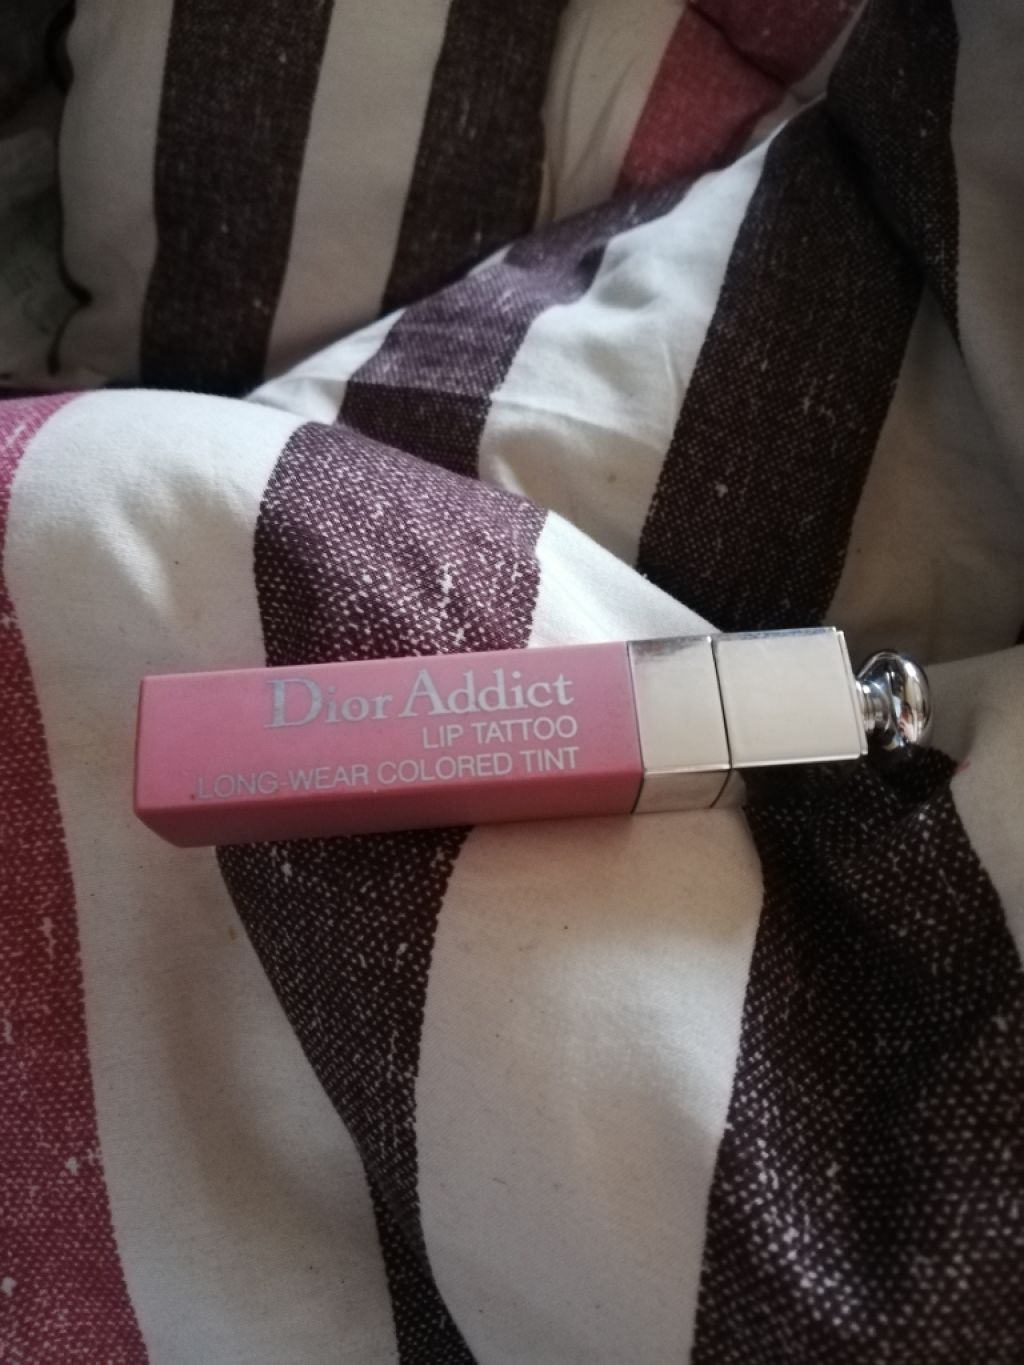 Dior Addict
LIP TATTOO
LONG-WEAR COLORED TINT